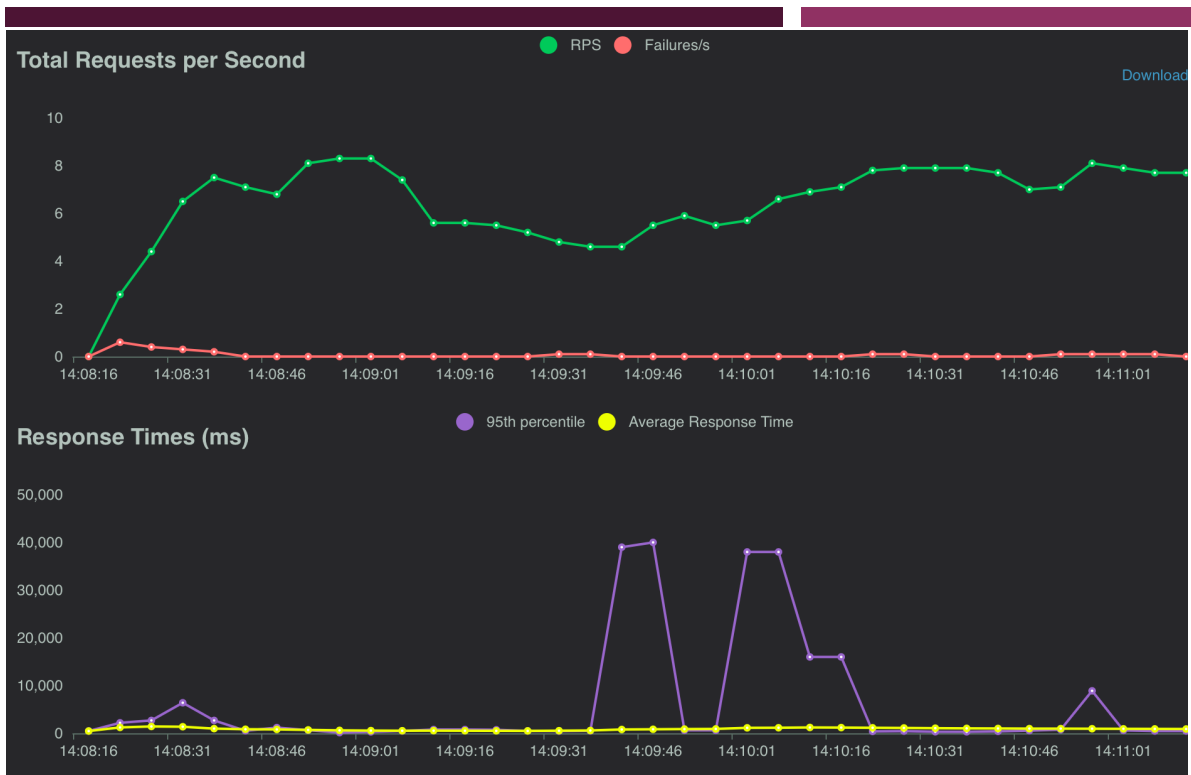 RPS Failures/s
Total Requests per Second
Download
10
8
6
4
2
0
14:08:16 14:08:31 14:08:46 14:09:01 14:09:16 14:09:31 14:09:46 14:10:01 14:10:16 14:10:31 14:10:46 14:11:01
95th percentile Average Response Time
Response Times (ms)
50,000
40,000
30,000
20,000
10,000
0
14:08:16 14:08:31 14:08:46 14:09:01 14:09:16 14:09:31 14:09:46 14:10:01 14:10:16 14:10:31 14:10:46 14:11:01